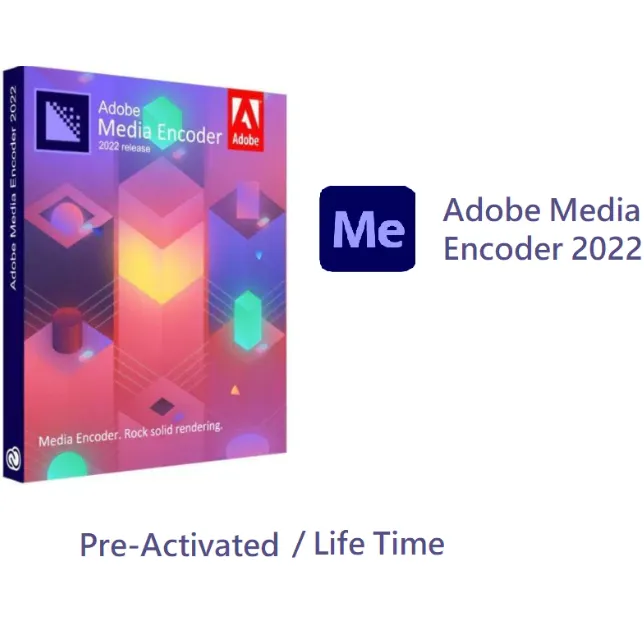 Adobe Media Encoder 2022
Adobe
Media Encoder
2022 release
Adobe
Media Encoder. Rock solid rendering.
Me
Adobe Media
Encoder 2022
Pre-Activated / Life Time